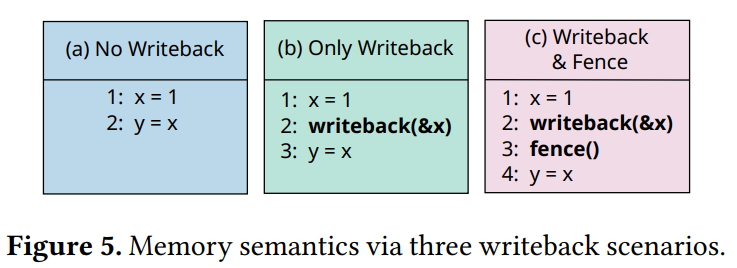 (a) No Writeback
1: x = 1
2: y = x
(b) Only Writeback
1: x = 1
2: writeback(&x)
3: y = x
(c) Writeback
& Fence
1: x = 1
2: writeback(&x)
3: fence()
4: y = x
Figure 5. Memory semantics via three writeback scenarios.